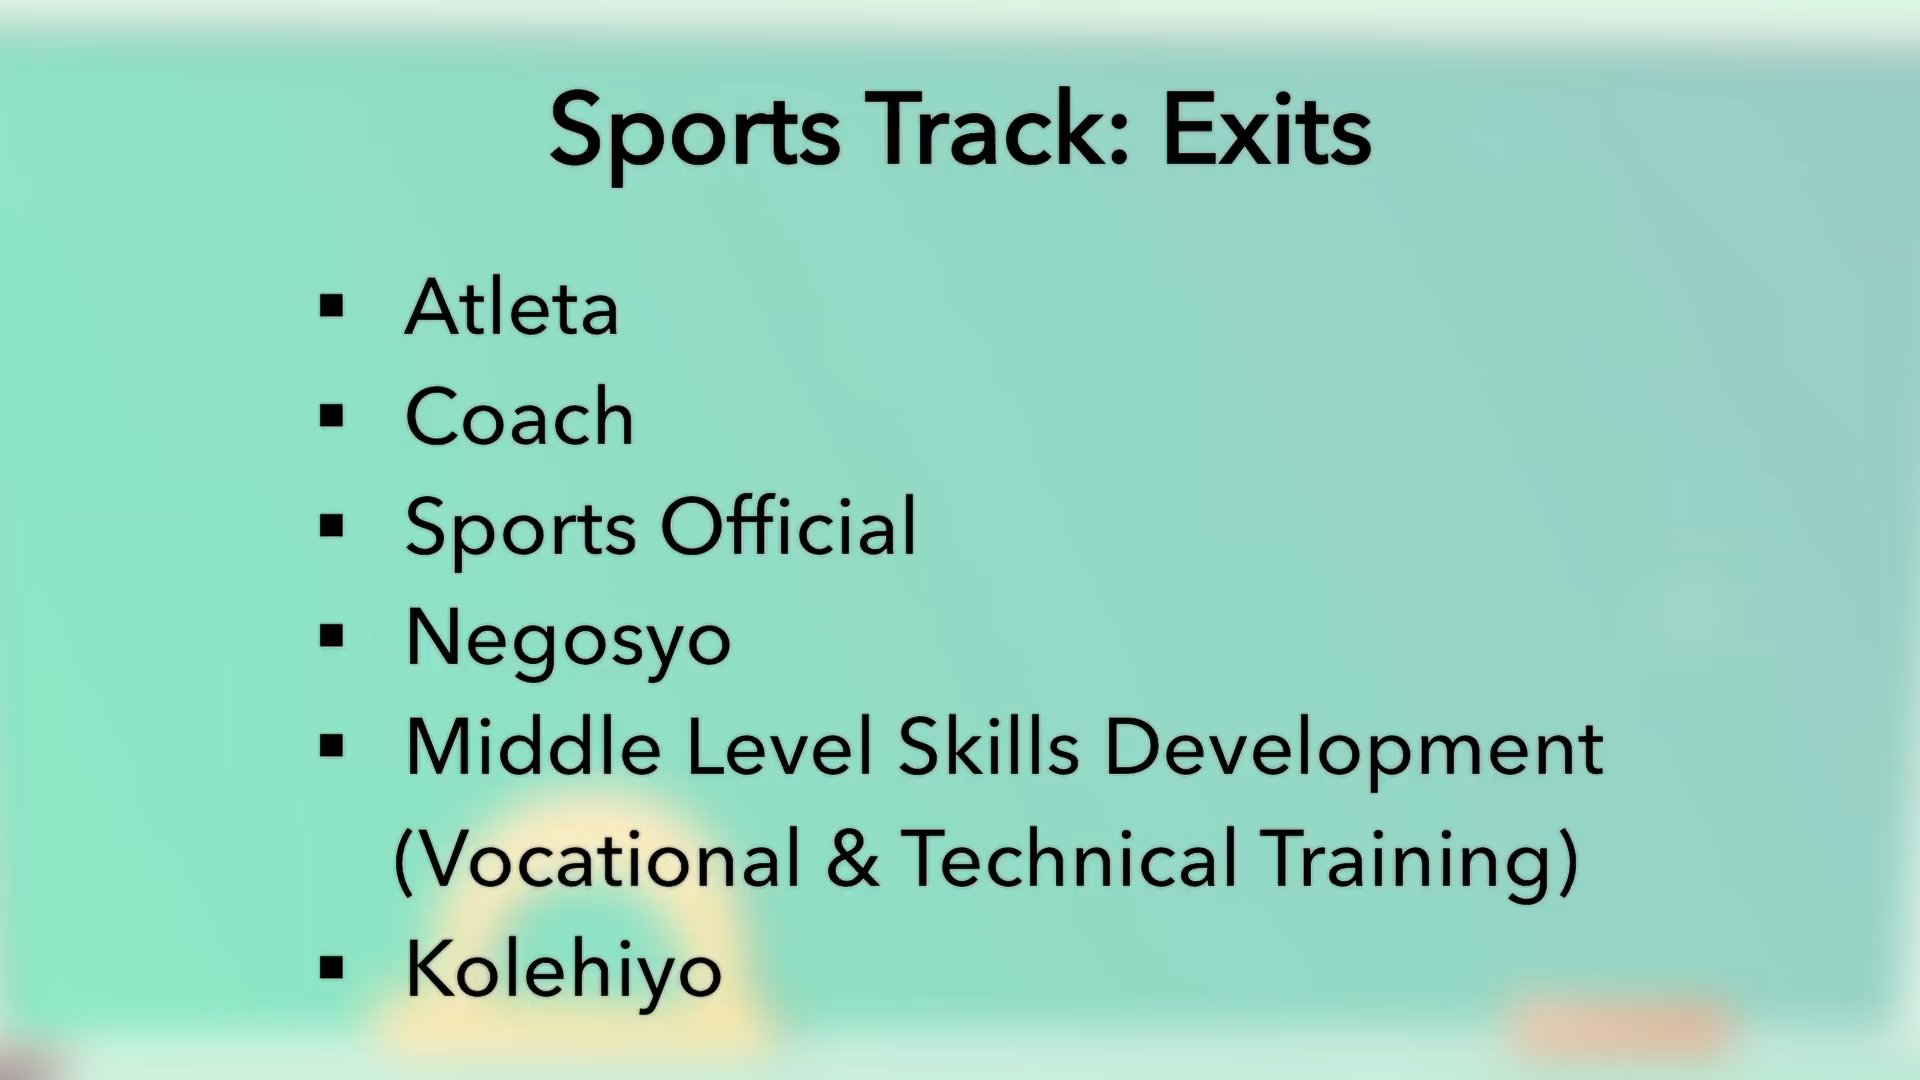 Sports Track: Exits
▪ Atleta
▪ Coach
▪ Sports Official
▪ Negosyo
▪ Middle Level Skills Development
(Vocational & Technical Training)
▪ Kolehiyo